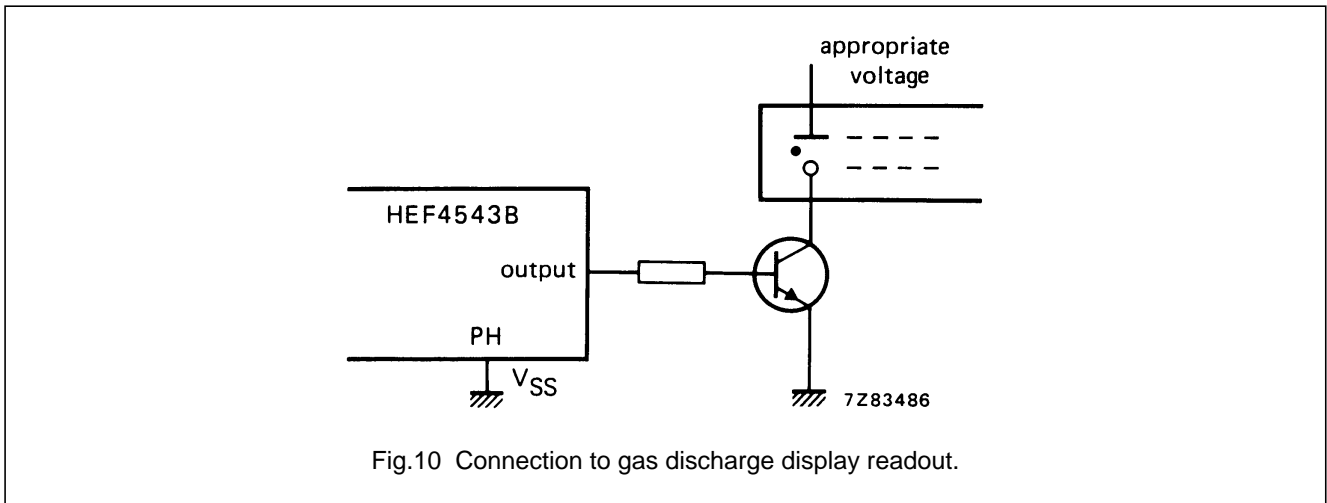 appropriate
voltage
HEF4543B
output
PH
VSS
7Z83486
Fig.10 Connection to gas discharge display readout.